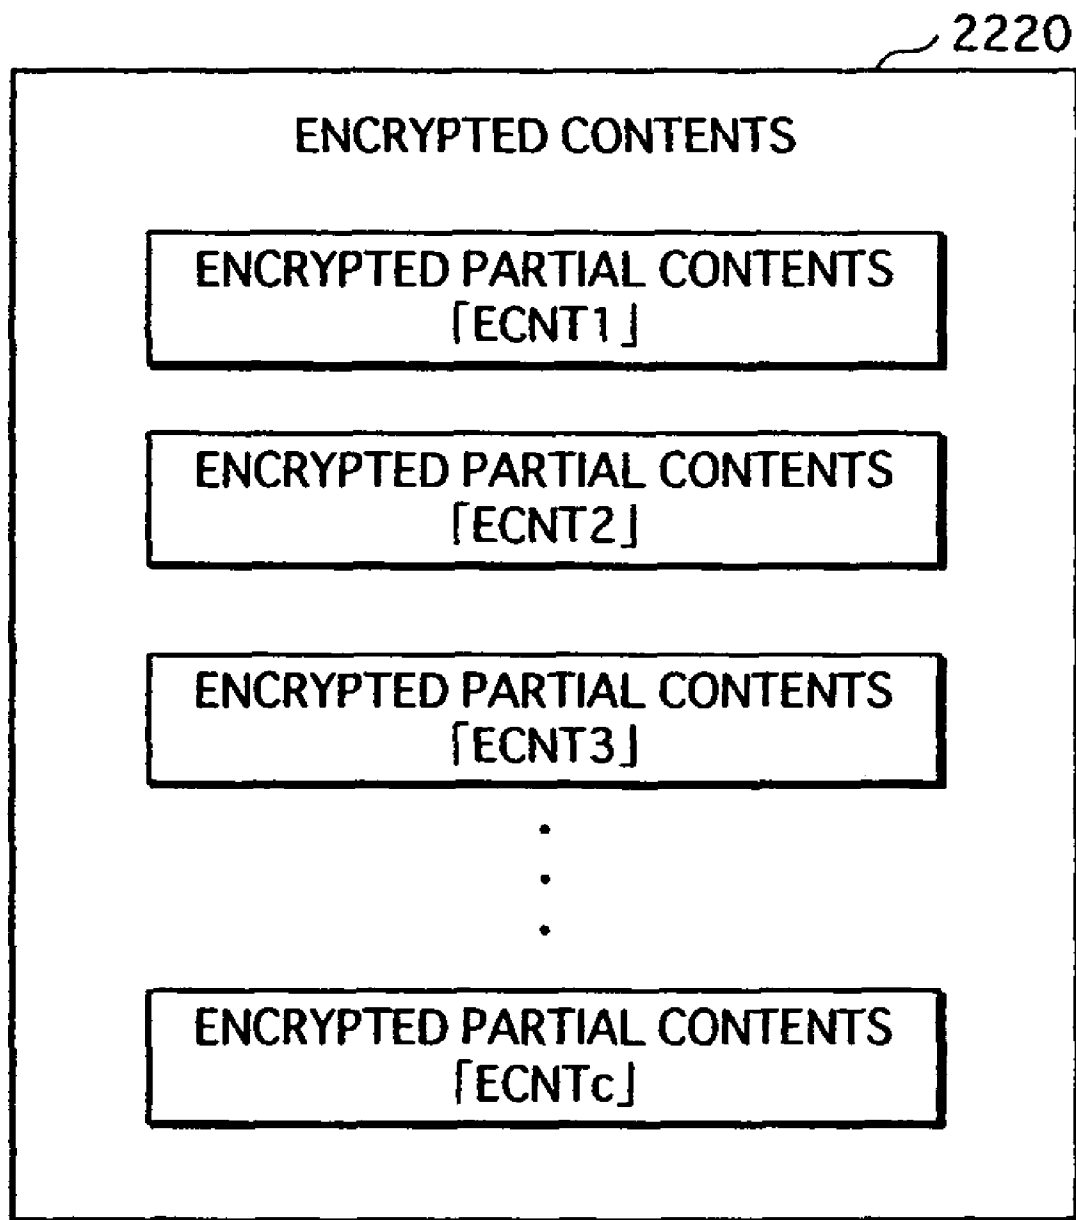 2220
ENCRYPTED CONTENTS
ENCRYPTED PARTIAL CONTENTS
「ECNT1」
ENCRYPTED PARTIAL CONTENTS
「ECNT2」
ENCRYPTED PARTIAL CONTENTS
「ECNT3」
ENCRYPTED PARTIAL CONTENTS
「ECNTc」